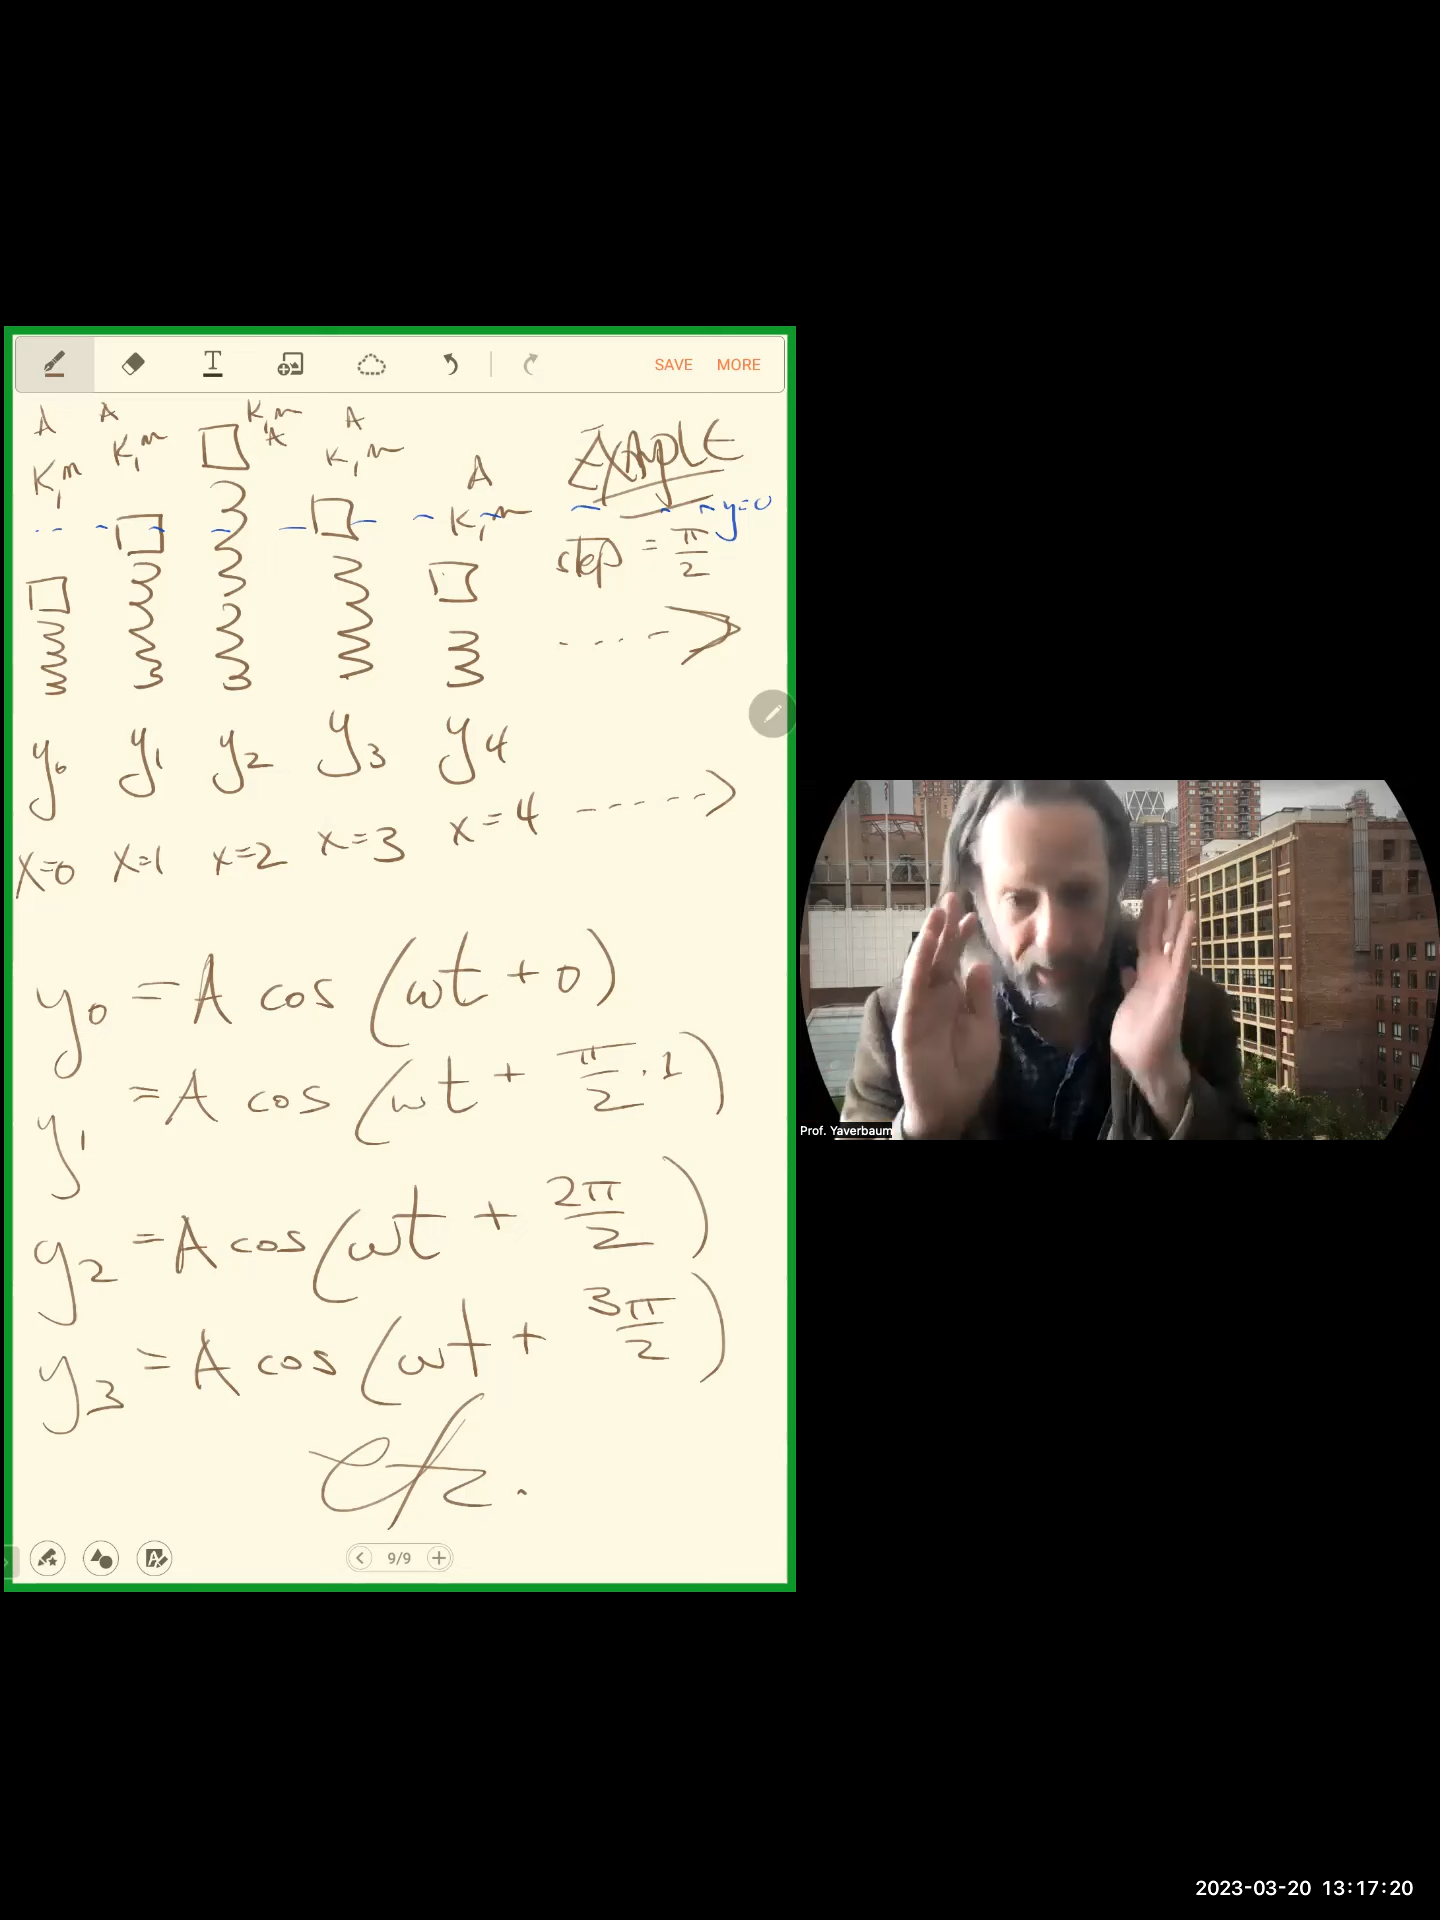 T SAVE MORE
A A K,m A A
K,m K,m K,m A
K,m
EXAMPLE
y=0
step = π/2
y₀ y₁ y₂ y₃ y₄
x=0 x=1 x=2 x=3 x=4
y₀ = A cos (ωt + 0)
y₁ = A cos (ωt + π/2 · 1)
y₂ = A cos (ωt + 2π/2)
y₃ = A cos (ωt + 3π/2)
etc.
9/9
Prof. Yaverbaum
2023-03-20 13:17:20